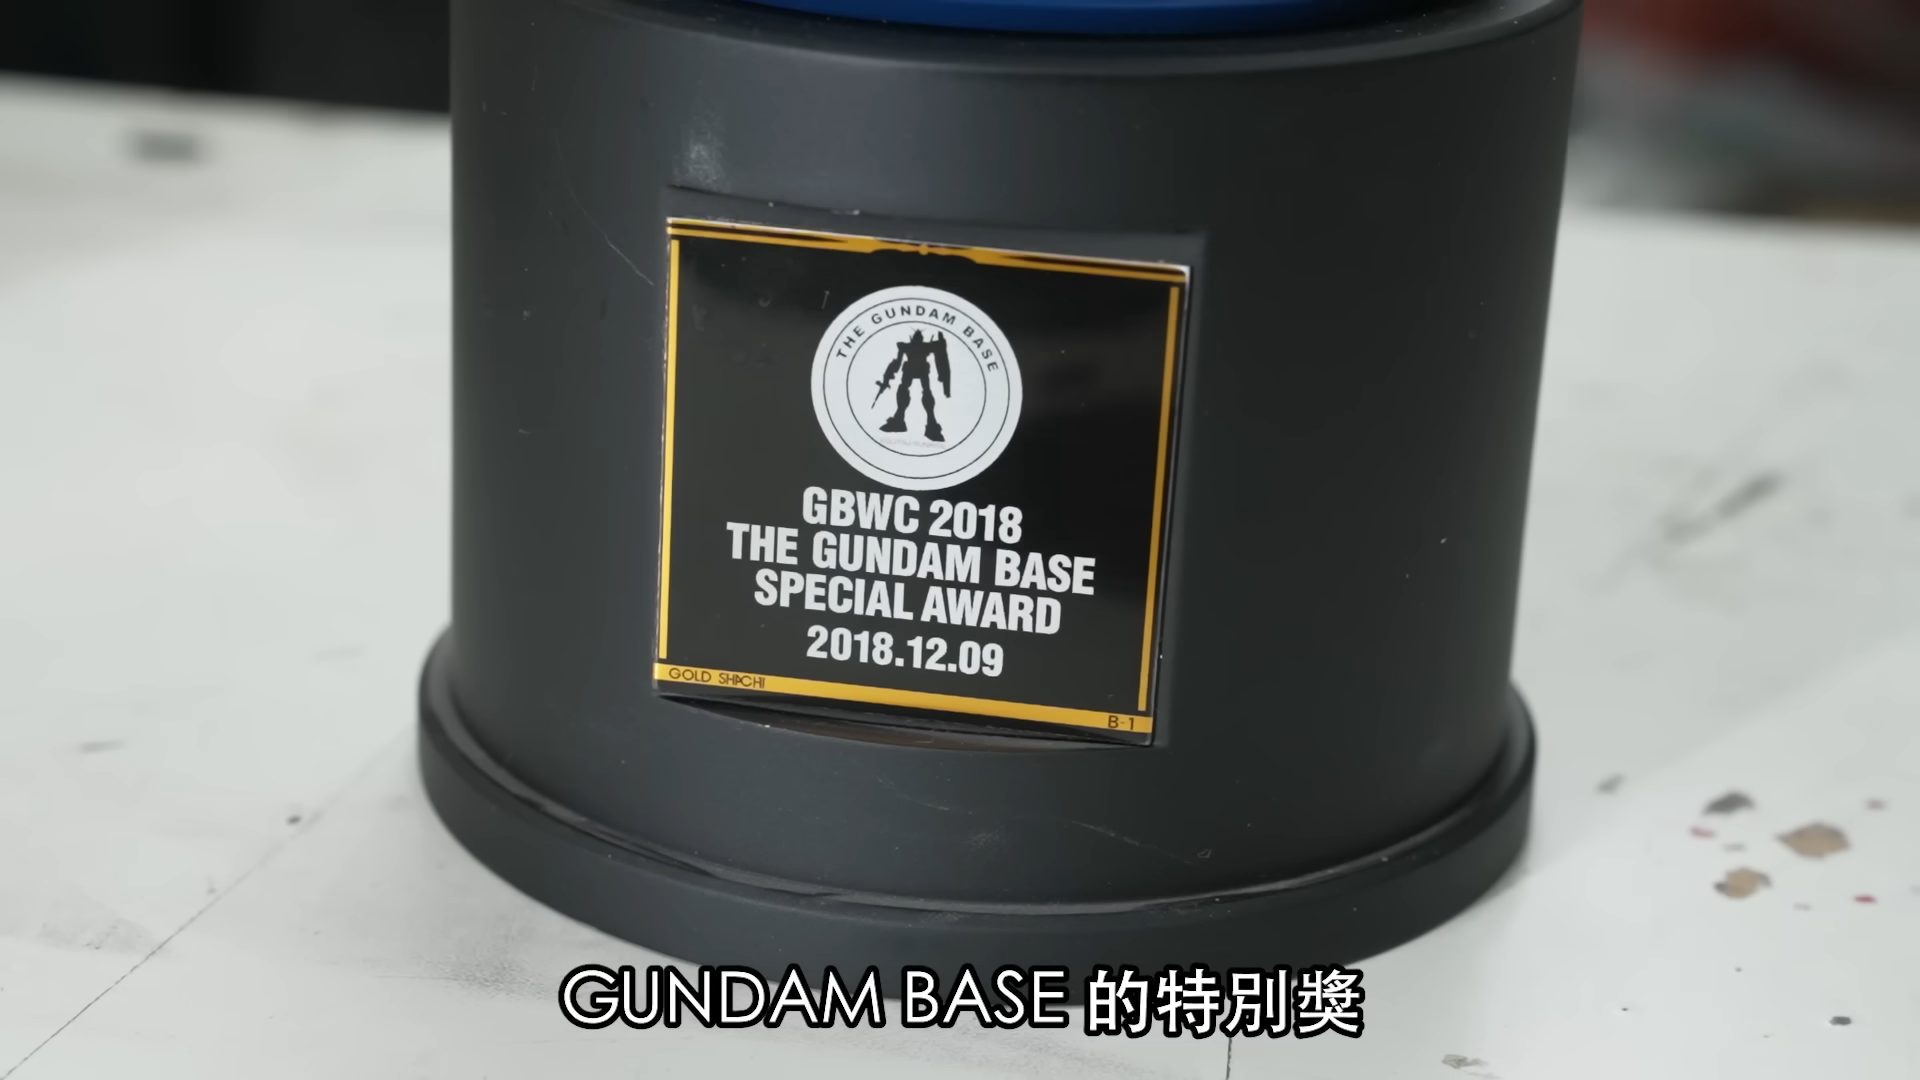 THE GUNDAM BASE
GBWC 2018
THE GUNDAM BASE
SPECIAL AWARD
2018.12.09
GOLD SHACHI
B-1
GUNDAM BASE 的特別獎